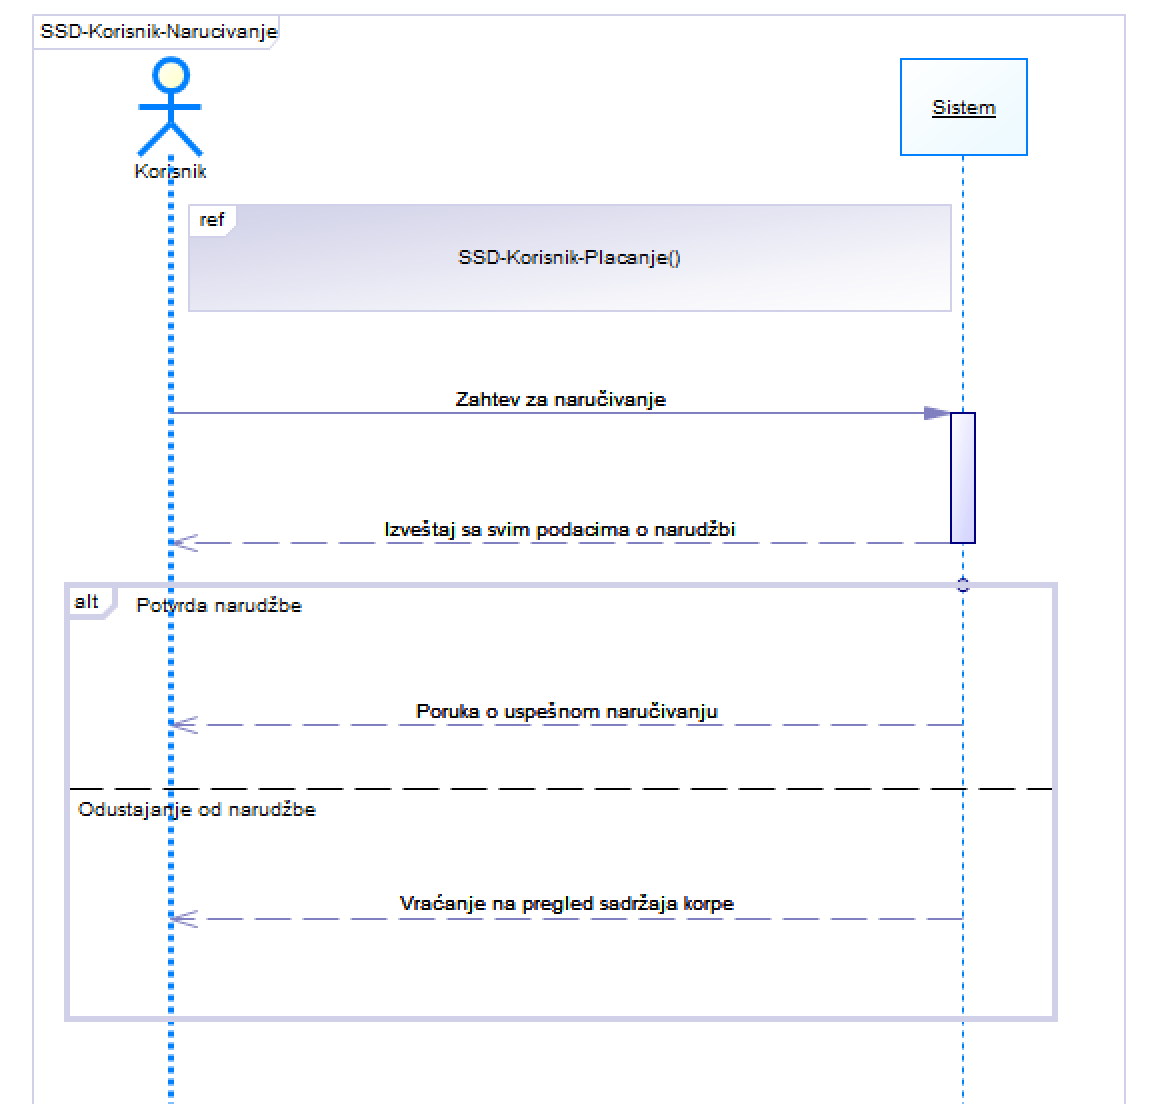 SSD-Korisnik-Narucivanje
Sistem
Korisnik
ref
SSD-Korisnik-Placanje()
Zahtev za naručivanje
Izveštaj sa svim podacima o narudžbi
alt
Potvrda narudžbe
Poruka o uspešnom naručivanju
Odustajanje od narudžbe
Vraćanje na pregled sadržaja korpe